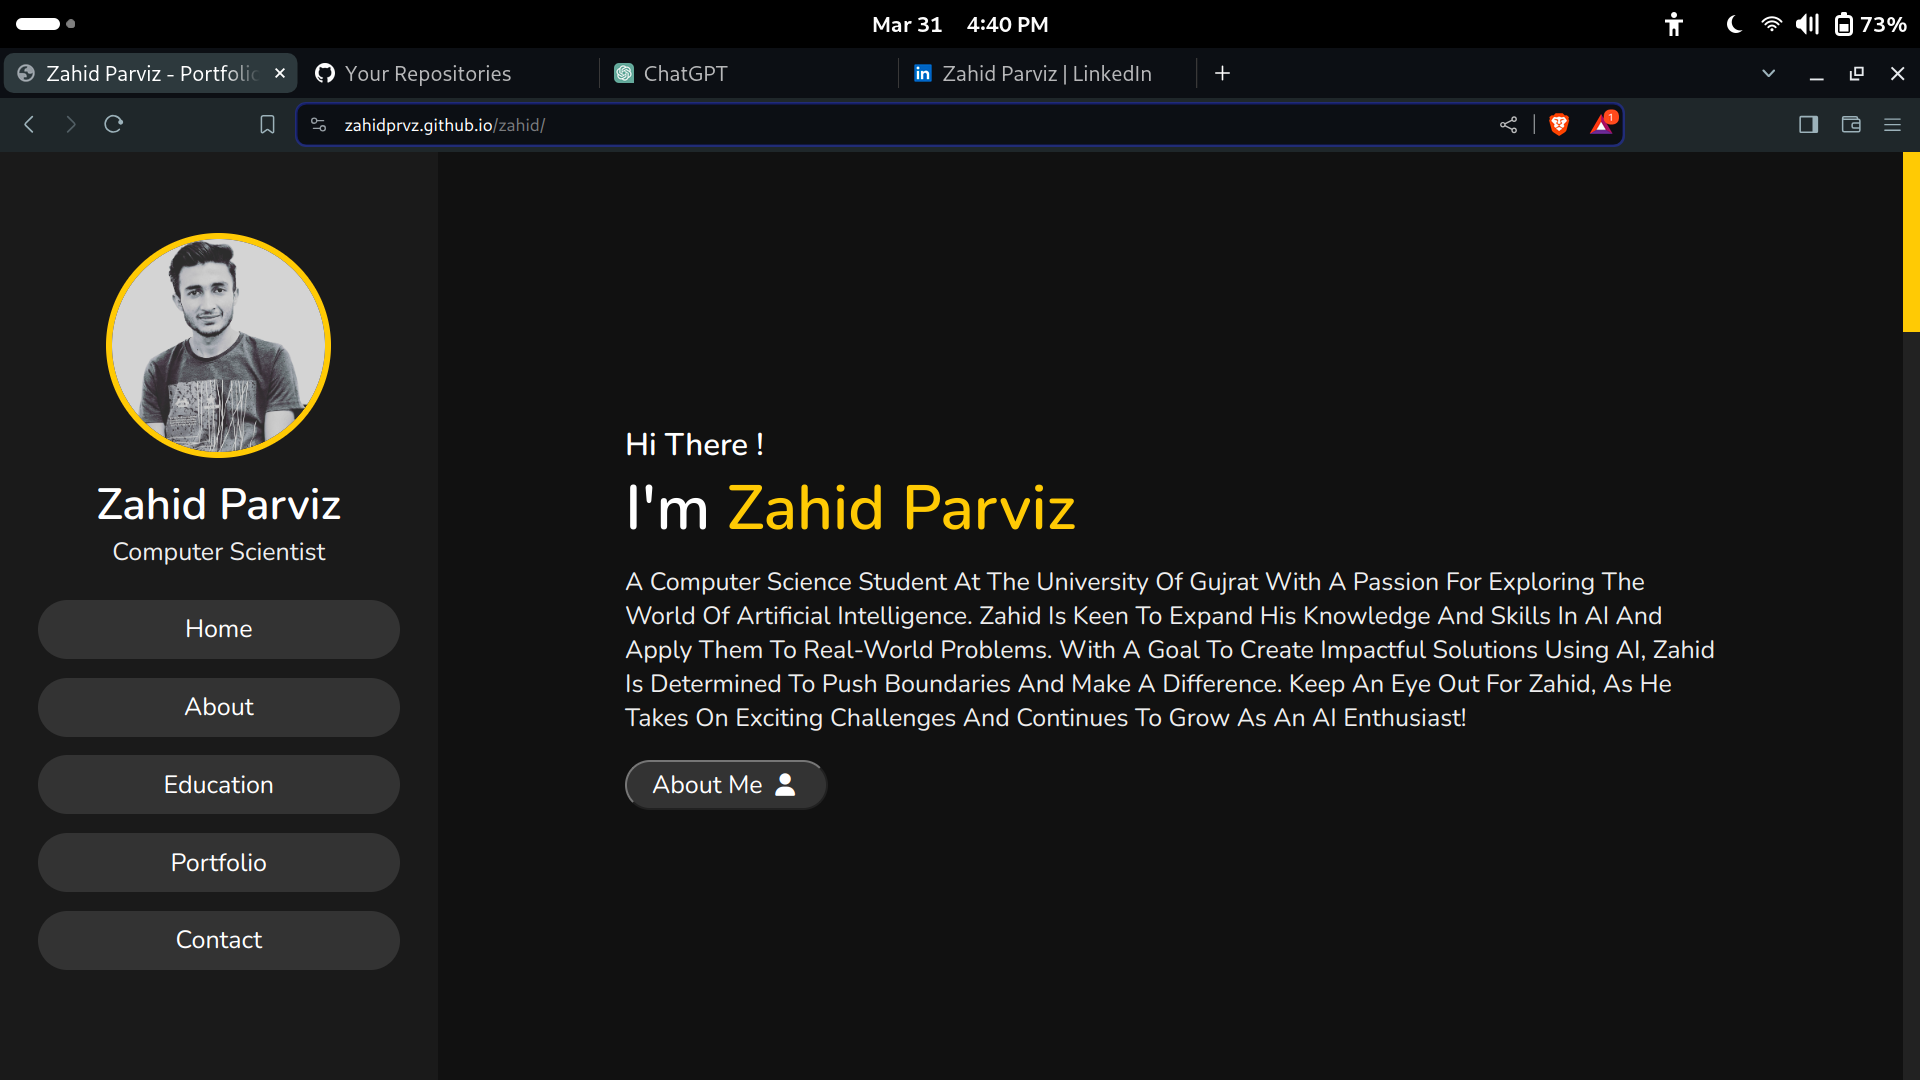 Mar 31 4:40 PM
73%
Zahid Parviz - Portfolio
Your Repositories
ChatGPT
Zahid Parviz | LinkedIn
zahidprvz.github.io/zahid/
1
Zahid Parviz
Computer Scientist
Home
About
Education
Portfolio
Contact
Hi There !
I'm Zahid Parviz
A Computer Science Student At The University Of Gujrat With A Passion For Exploring The
World Of Artificial Intelligence. Zahid Is Keen To Expand His Knowledge And Skills In AI And
Apply Them To Real-World Problems. With A Goal To Create Impactful Solutions Using AI, Zahid
Is Determined To Push Boundaries And Make A Difference. Keep An Eye Out For Zahid, As He
Takes On Exciting Challenges And Continues To Grow As An AI Enthusiast!
About Me